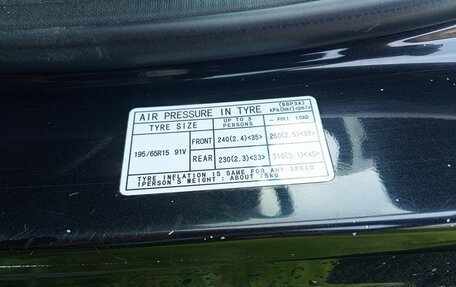 AIR PRESSURE IN TYRE (BBP3A) kPa(bar)<psi>
TYRE SIZE UP TO 3 PERSONS ~ FULL LOAD
195/65R15 91V FRONT 240(2.4)<35> 250(2.5)<36>
REAR 230(2.3)<33> 310(3.1)<45>
TYRE INFLATION IS SAME FOR ANY SPEED
1PERSON'S WEIGHT : ABOUT 75kg